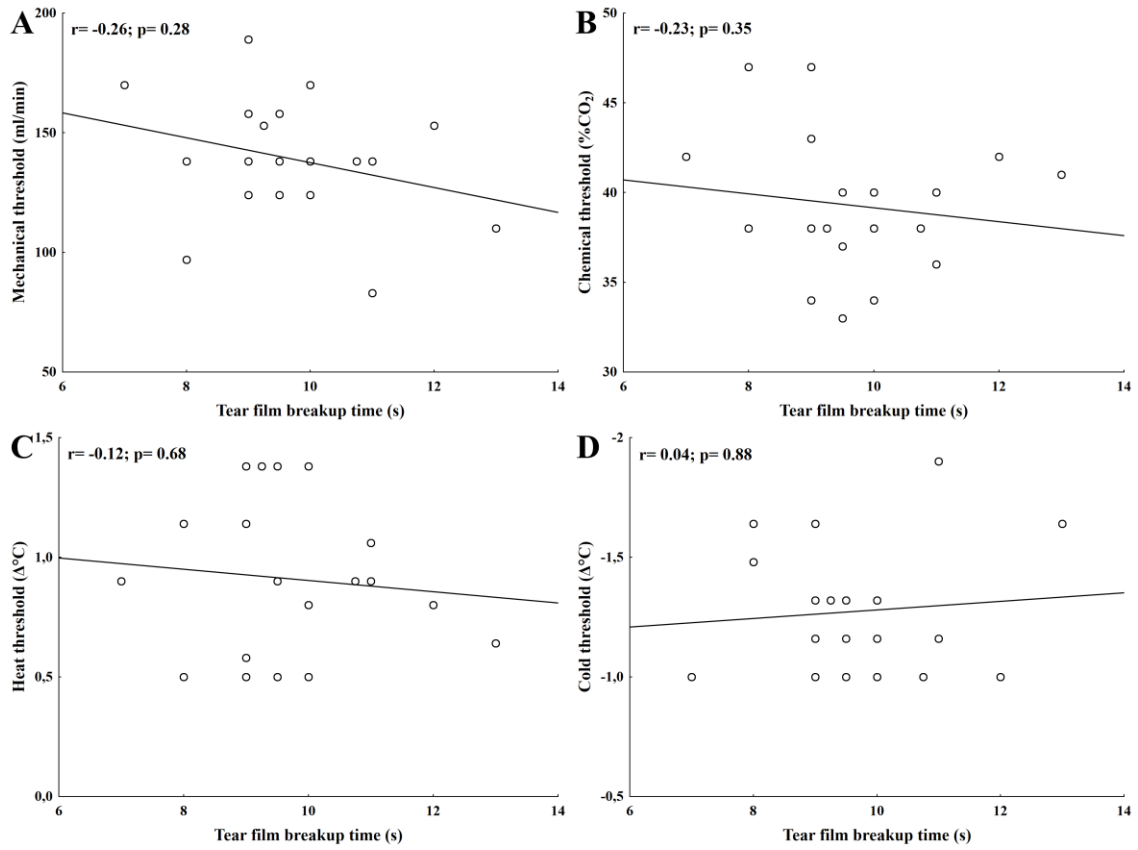 A
r= -0.26; p= 0.28
200
150
100
50
Mechanical threshold (ml/min)
6 8 10 12 14
Tear film breakup time (s)
B
r= -0.23; p= 0.35
50
45
40
35
30
Chemical threshold (%CO₂)
6 8 10 12 14
Tear film breakup time (s)
C
r= -0.12; p= 0.68
1,5
1,0
0,5
0,0
Heat threshold (Δ°C)
6 8 10 12 14
Tear film breakup time (s)
D
r= 0.04; p= 0.88
-2
-1,5
-1,0
-0,5
Cold threshold (Δ°C)
6 8 10 12 14
Tear film breakup time (s)